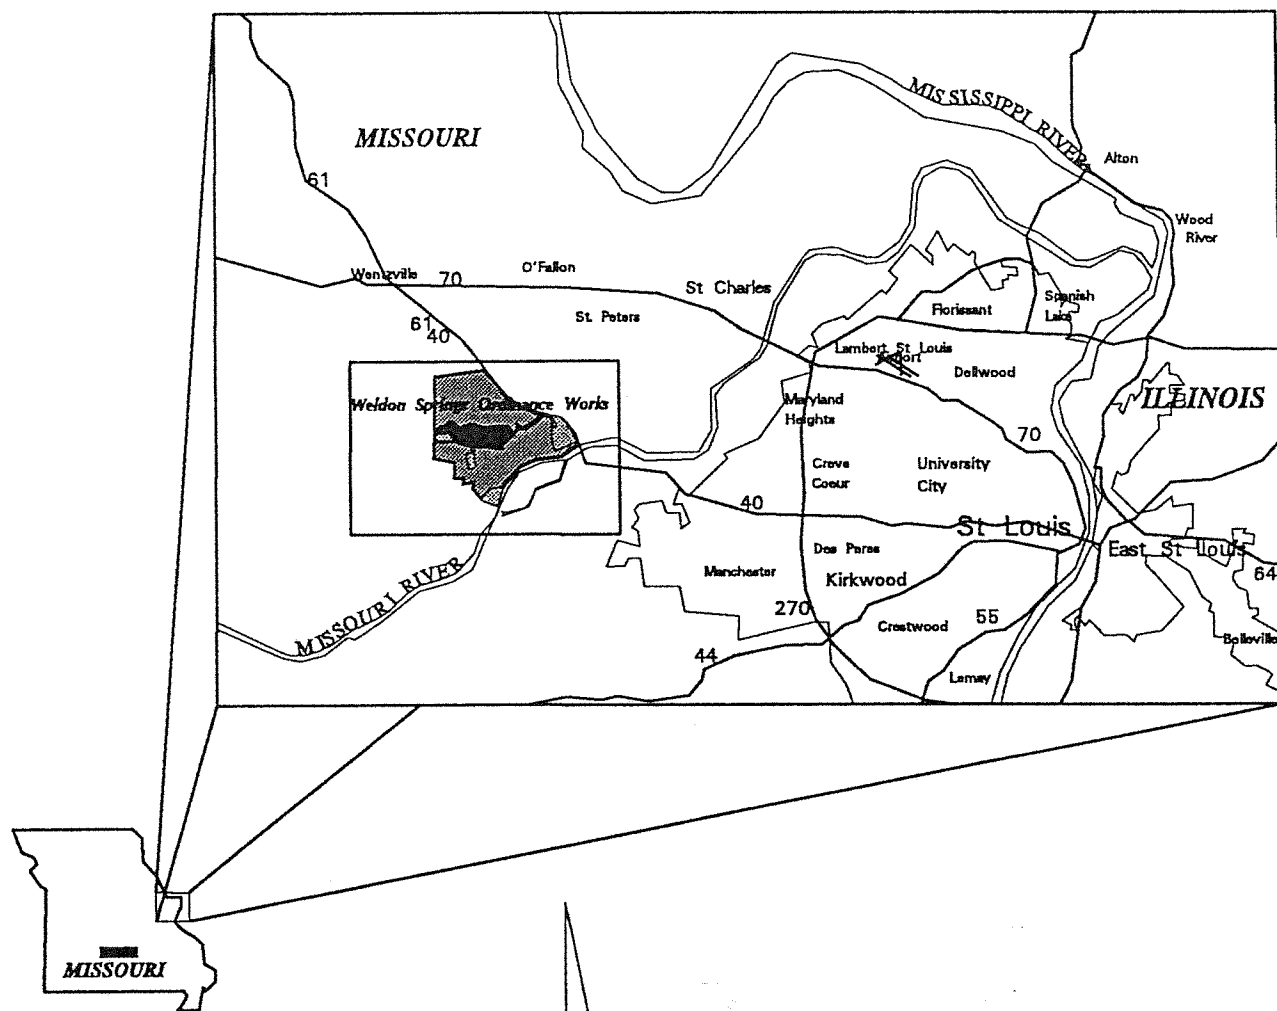 MISSISSIPPI RIVER
MISSOURI
Alton
61
Wood
River
Wentzville
70
O'Fallon
St Charles
Spanish
Lake
Florissant
St. Peters
61
40
Lambert St Louis
Airport
Dellwood
Weldon Springs Ordinance Works
Maryland
Heights
ILLINOIS
70
Creve
Coeur
University
City
40
St Louis
Des Peres
East St Louis
Manchester
Kirkwood
64
MISSOURI RIVER
270
55
Crestwood
Belleville
44
Lemay
MISSOURI